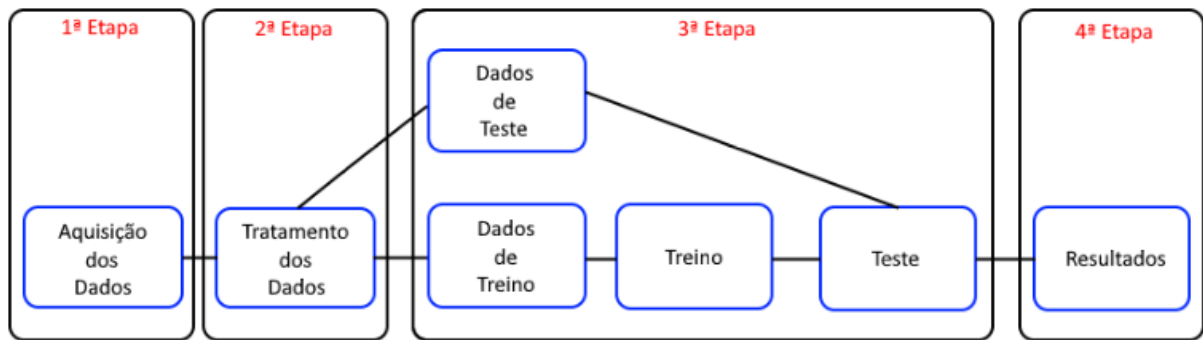 1ª Etapa
2ª Etapa
3ª Etapa
4ª Etapa
Dados
de
Teste
Aquisição
dos
Dados
Tratamento
dos
Dados
Dados
de
Treino
Treino
Teste
Resultados